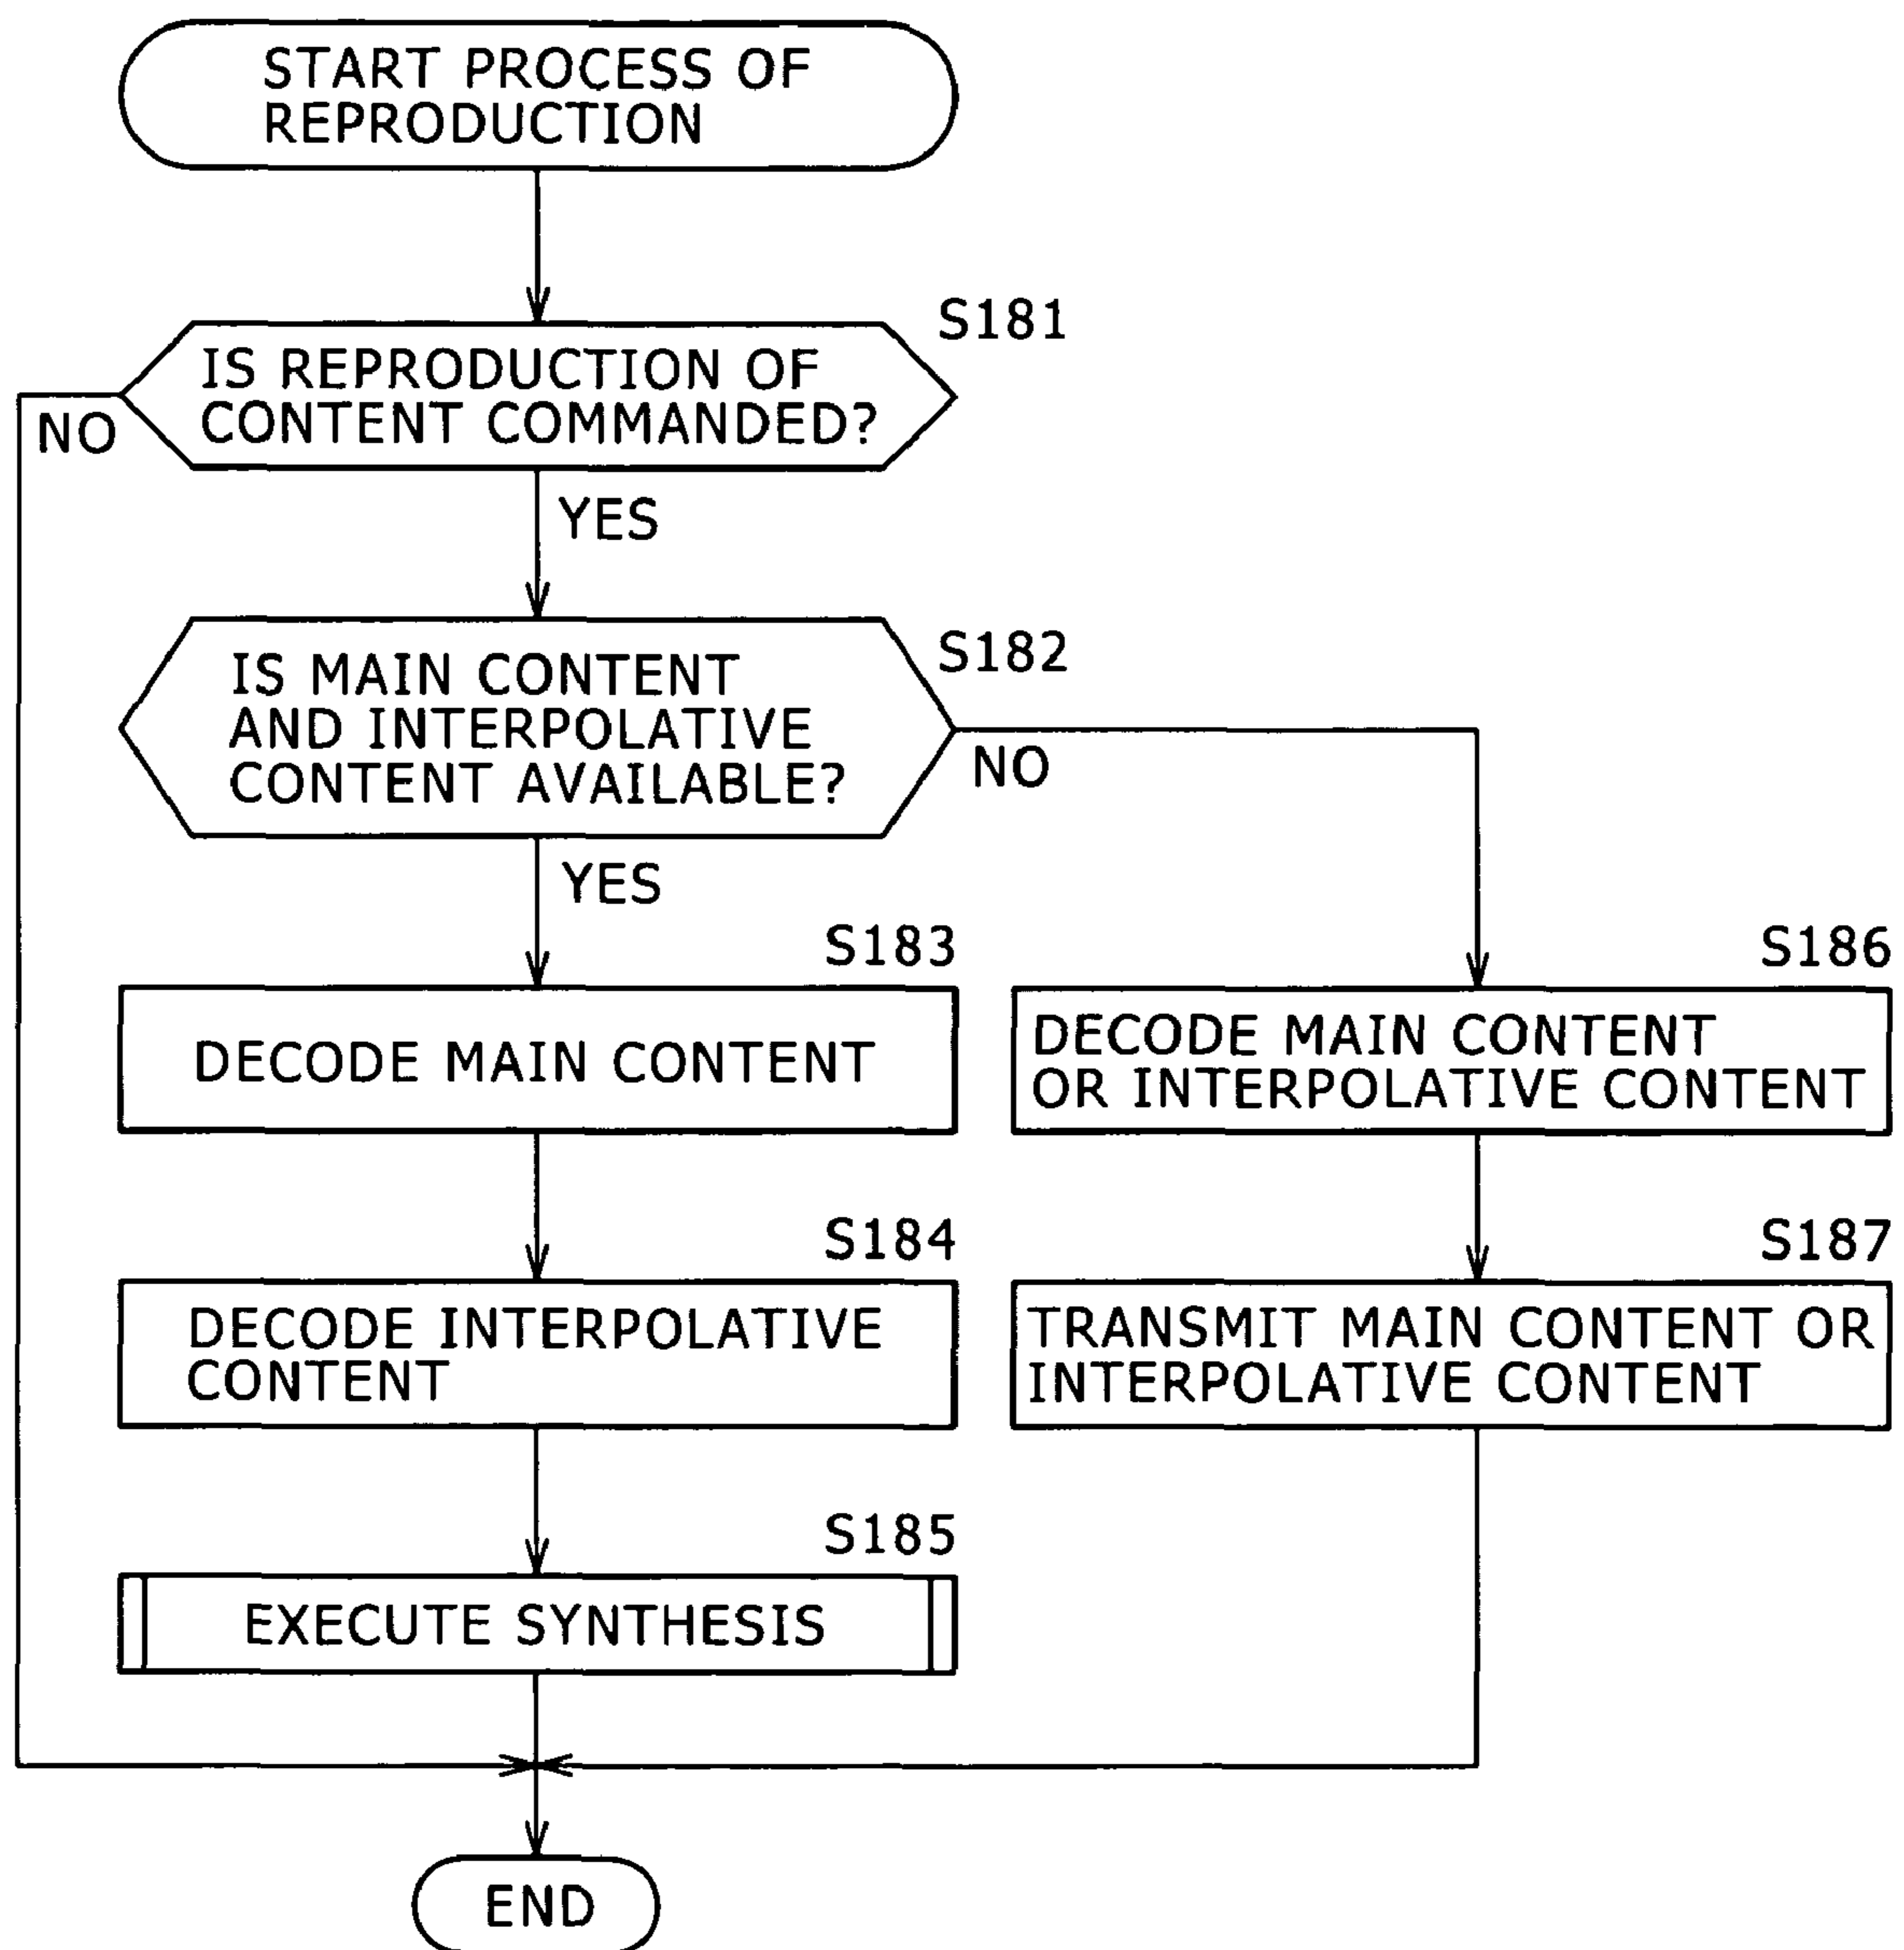 START PROCESS OF
REPRODUCTION
S181
IS REPRODUCTION OF
CONTENT COMMANDED?
NO
YES
S182
IS MAIN CONTENT
AND INTERPOLATIVE
CONTENT AVAILABLE?
NO
YES
S183
DECODE MAIN CONTENT
S184
DECODE INTERPOLATIVE
CONTENT
S185
EXECUTE SYNTHESIS
S186
DECODE MAIN CONTENT
OR INTERPOLATIVE CONTENT
S187
TRANSMIT MAIN CONTENT OR
INTERPOLATIVE CONTENT
END